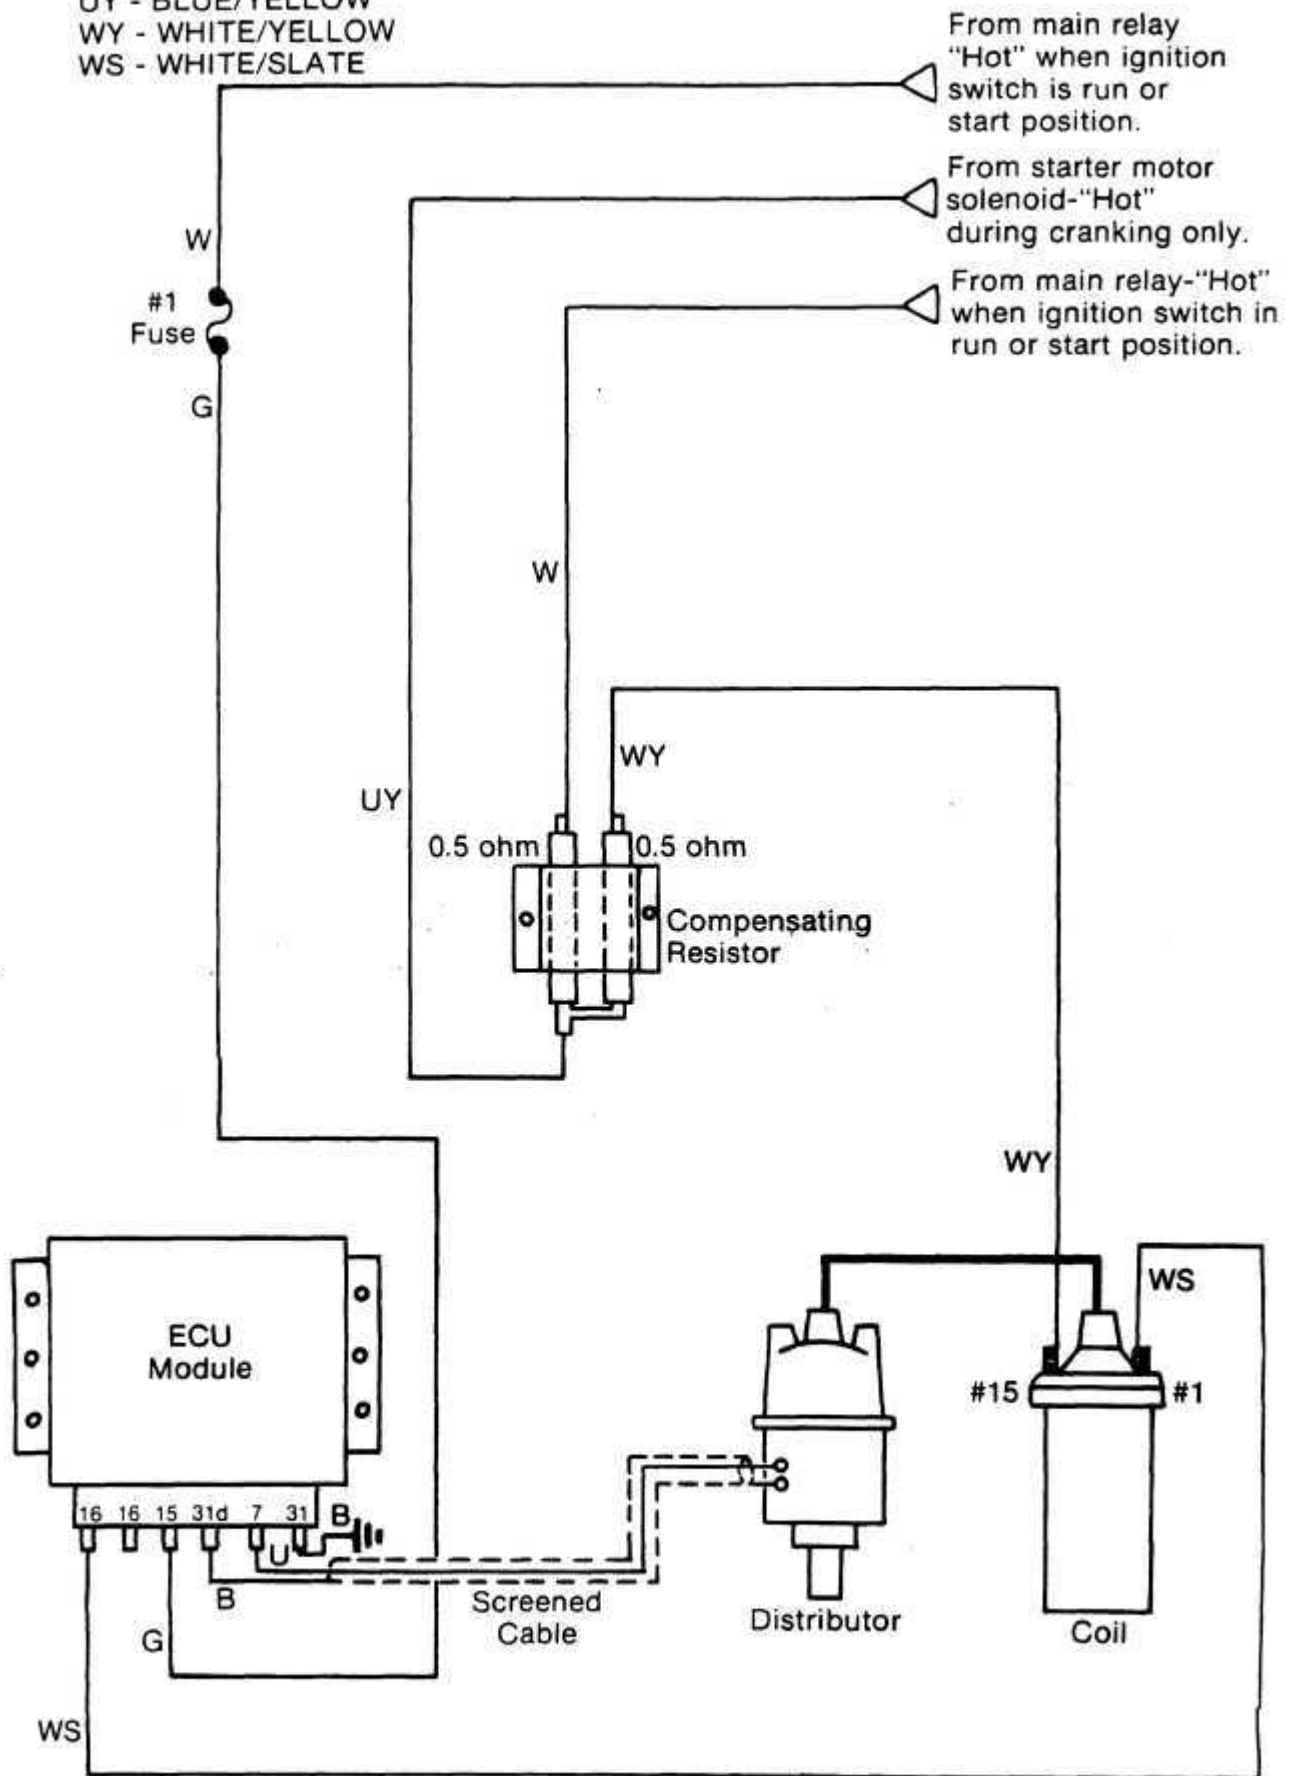 UY - BLUE/YELLOW
WY - WHITE/YELLOW
WS - WHITE/SLATE
From main relay
"Hot" when ignition
switch is run or
start position.
From starter motor
solenoid-"Hot"
during cranking only.
From main relay-"Hot"
when ignition switch in
run or start position.
W
#1
Fuse
G
W
WY
UY
0.5 ohm
0.5 ohm
Compensating
Resistor
WY
WS
ECU
Module
#15
#1
16 16 15 31d 7 31
B
U
B
Screened
Cable
Distributor
Coil
G
WS